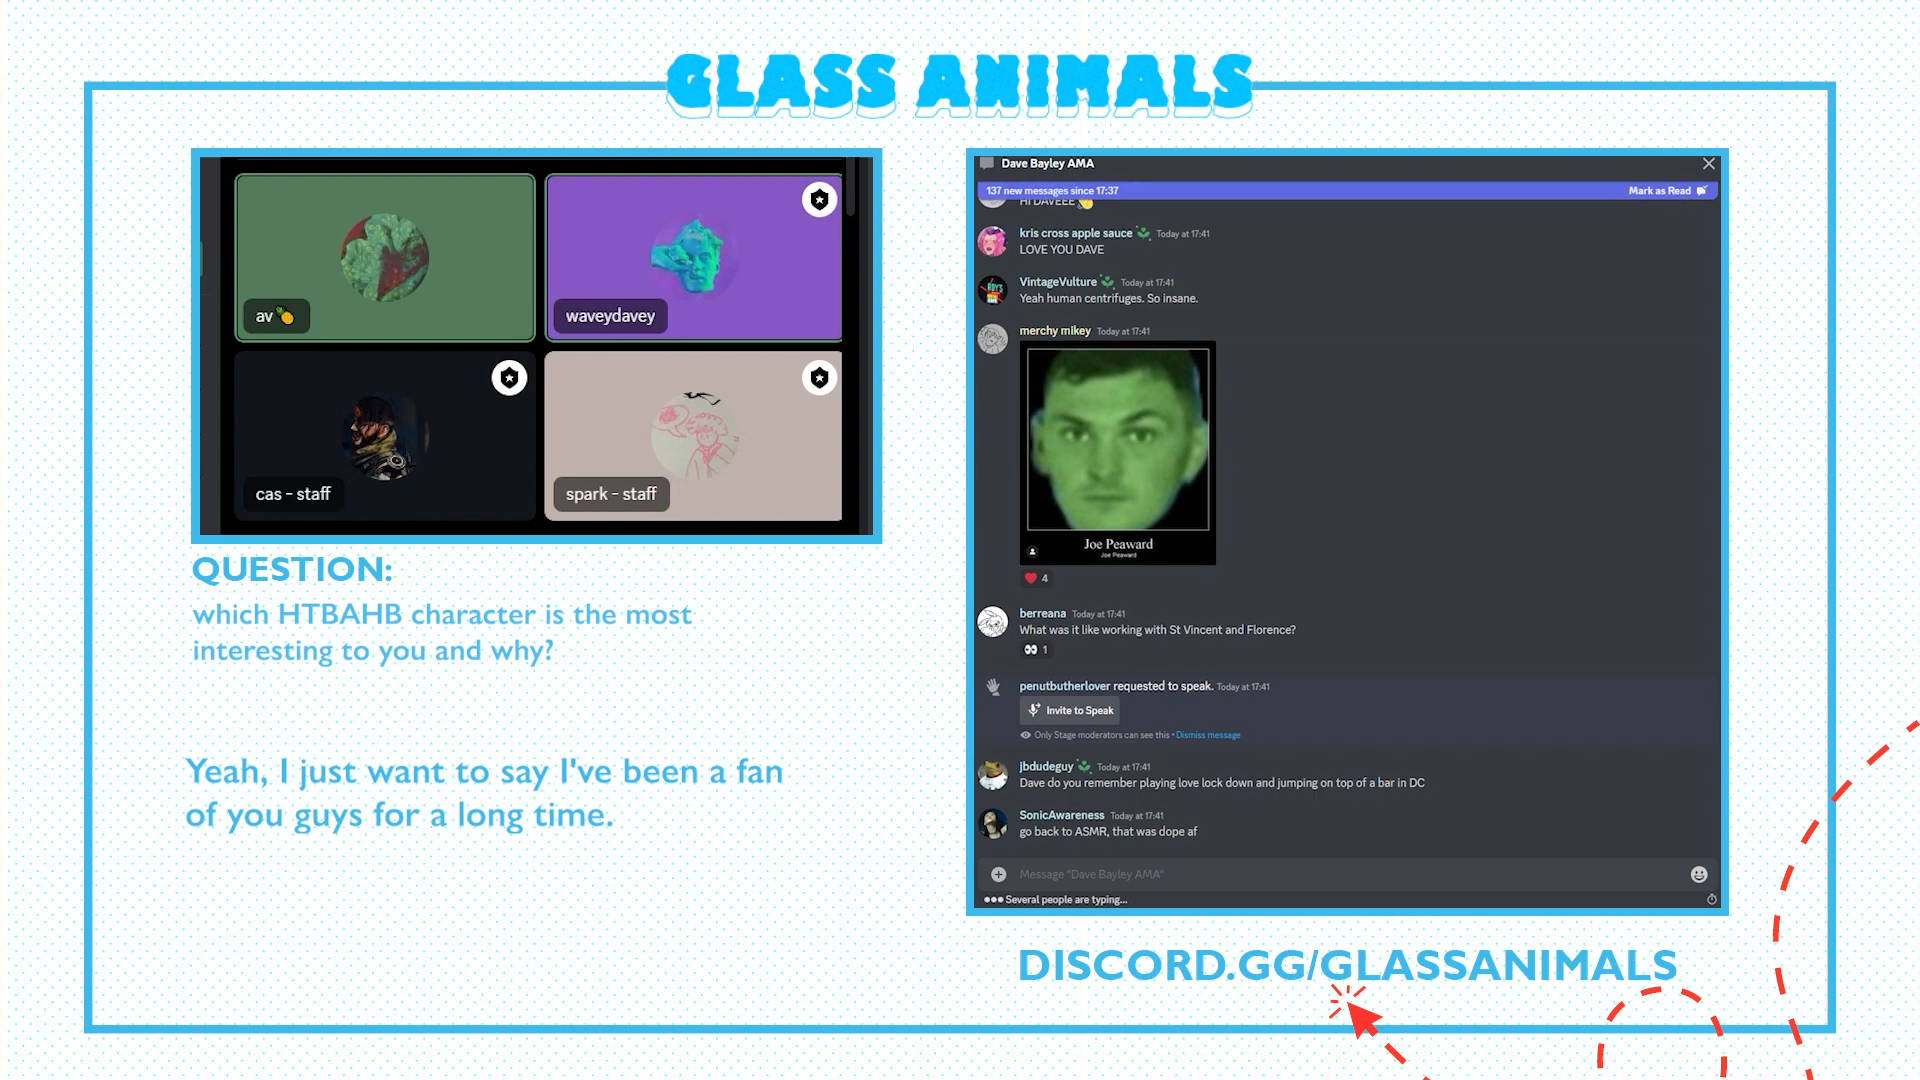 GLASS ANIMALS
av
waveydavey
cas - staff
spark - staff
QUESTION:
which HTBAHB character is the most
interesting to you and why?
Yeah, I just want to say I've been a fan
of you guys for a long time.
Dave Bayley AMA
137 new messages since 17:37
Mark as Read
HI DAVEEE
kris cross apple sauce Today at 17:41
LOVE YOU DAVE
VintageVulture Today at 17:41
Yeah human centrifuges. So insane.
merchy mikey Today at 17:41
Joe Peaward
Joe Peaward
4
berreana Today at 17:41
What was it like working with St Vincent and Florence?
1
penutbutherlover requested to speak. Today at 17:41
Invite to Speak
Only Stage moderators can see this • Dismiss message
jbdudeguy Today at 17:41
Dave do you remember playing love lock down and jumping on top of a bar in DC
SonicAwareness Today at 17:41
go back to ASMR, that was dope af
Message "Dave Bayley AMA"
Several people are typing...
DISCORD.GG/GLASSANIMALS